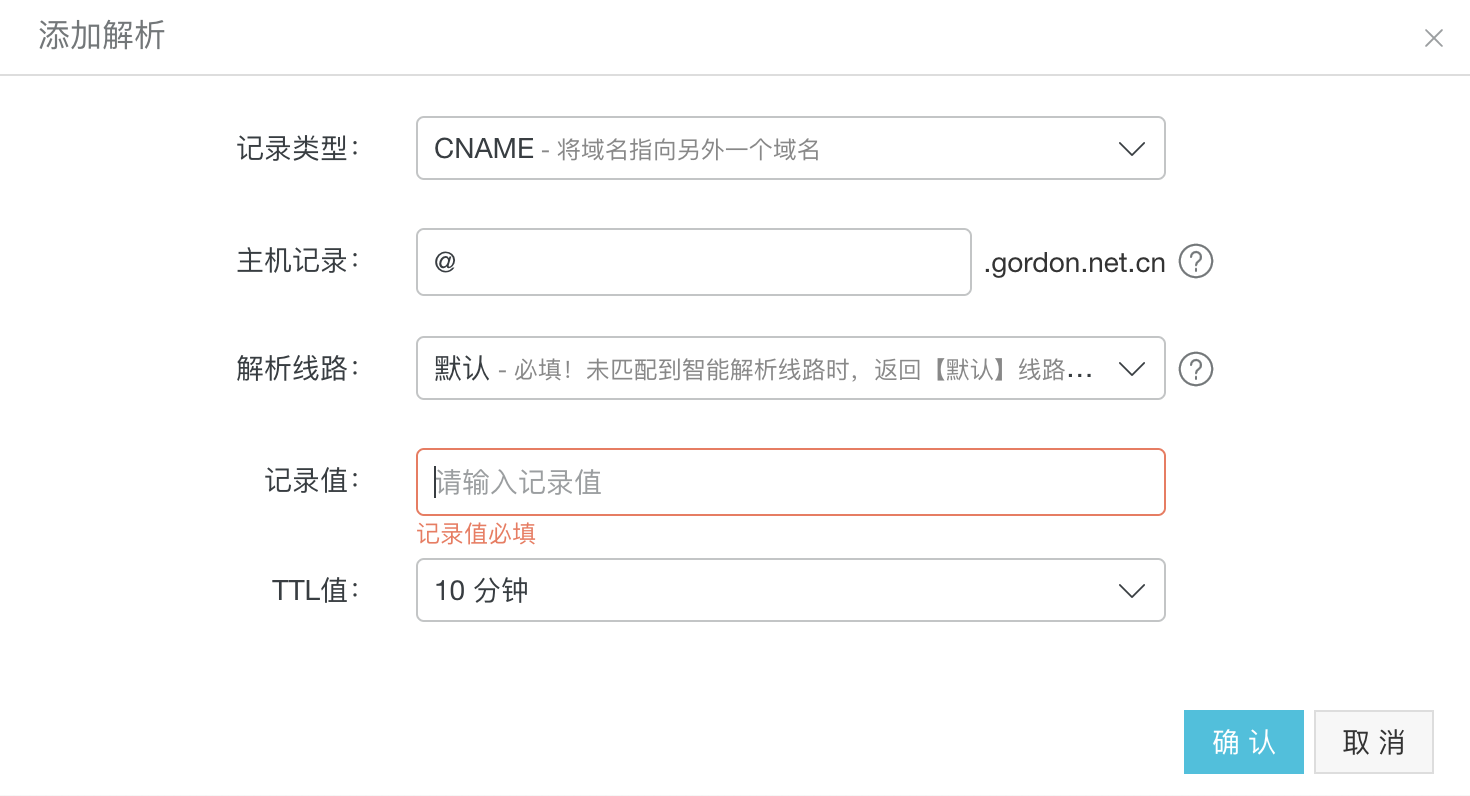 添加解析
记录类型：
CNAME - 将域名指向另外一个域名
主机记录：
@
.gordon.net.cn ?
解析线路：
默认 - 必填！未匹配到智能解析线路时，返回【默认】线路... ?
记录值：
请输入记录值
记录值必填
TTL值：
10 分钟
确 认
取 消